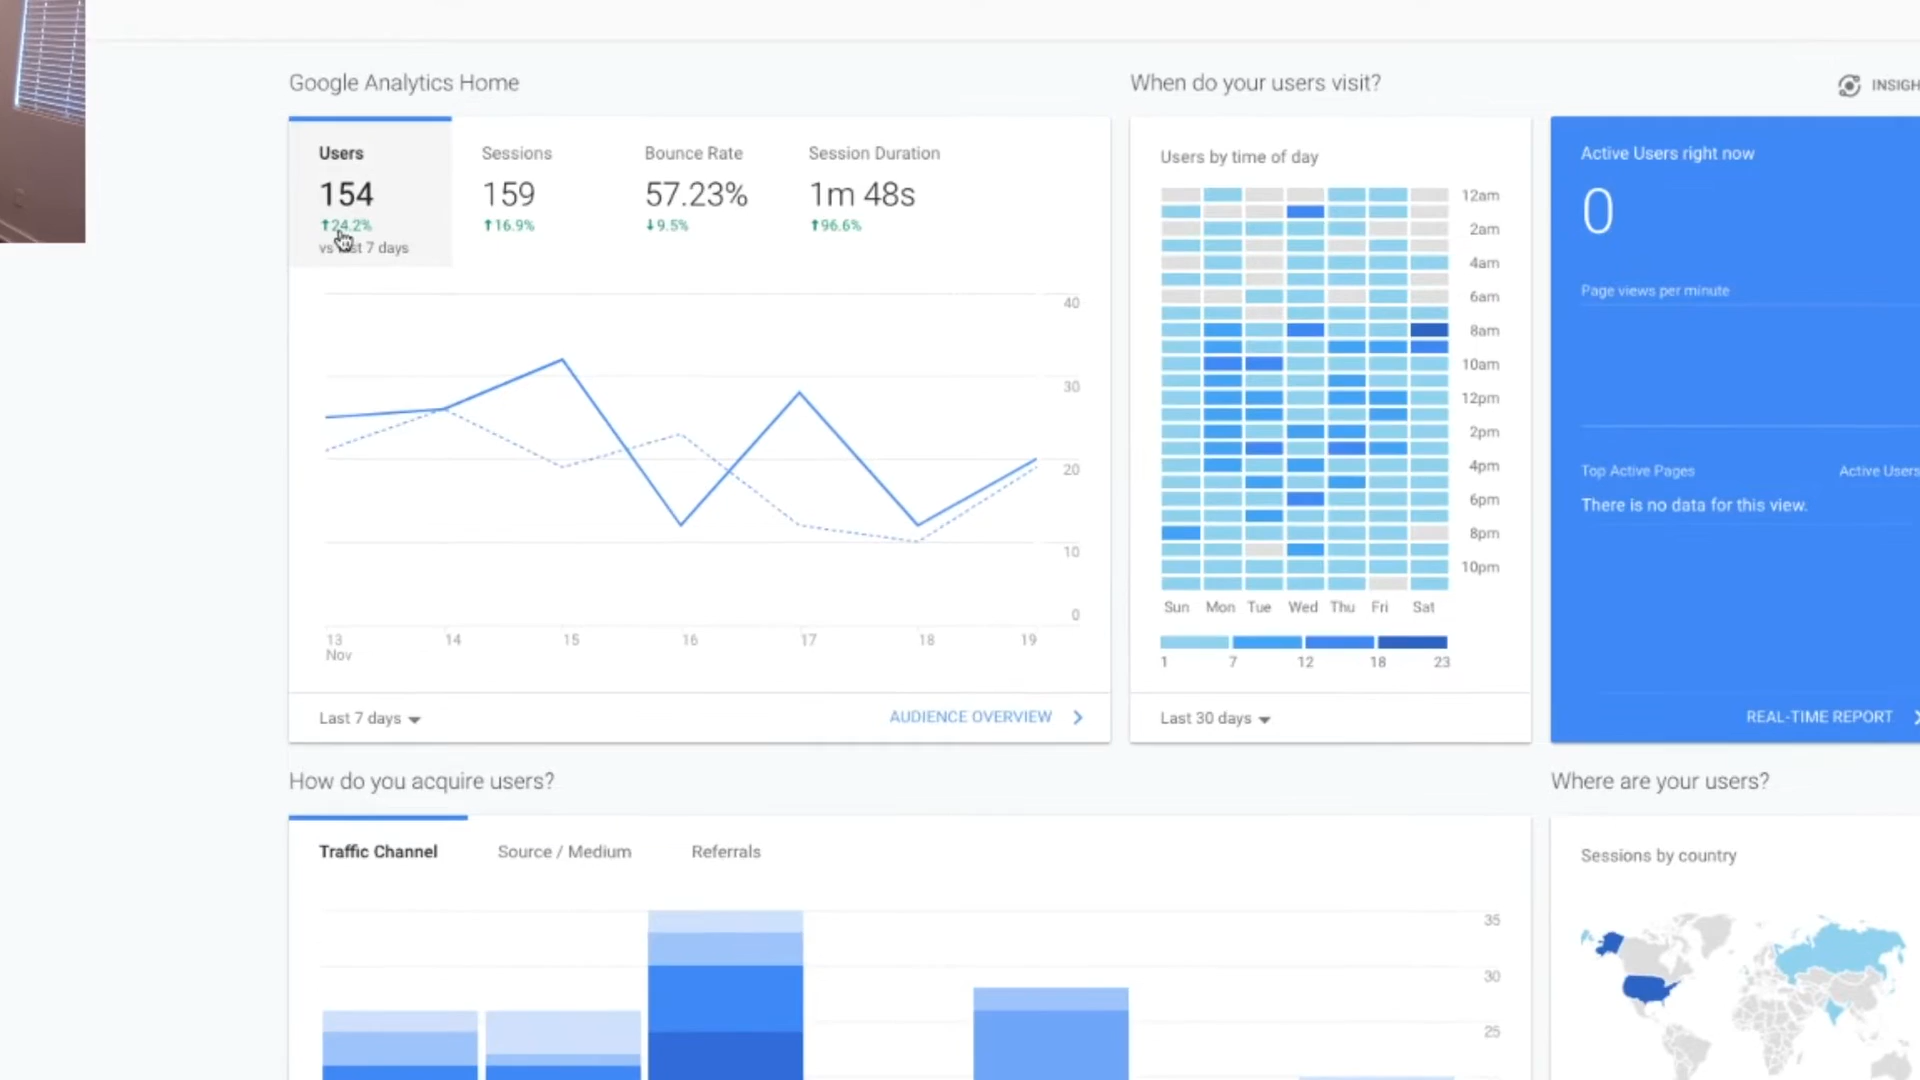 Google Analytics Home
Users
154
↑24.2%
vs last 7 days
Sessions
159
↑16.9%
Bounce Rate
57.23%
↓9.5%
Session Duration
1m 48s
↑96.6%
40
30
20
10
0
13 14 15 16 17 18 19
Nov
Last 7 days
AUDIENCE OVERVIEW
When do your users visit?
Users by time of day
12am
2am
4am
6am
8am
10am
12pm
2pm
4pm
6pm
8pm
10pm
Sun Mon Tue Wed Thu Fri Sat
1 7 12 18 23
Last 30 days
INSIGH
Active Users right now
0
Page views per minute
Top Active Pages Active Users
There is no data for this view.
REAL-TIME REPORT
How do you acquire users?
Traffic Channel Source / Medium Referrals
35
30
25
Where are your users?
Sessions by country